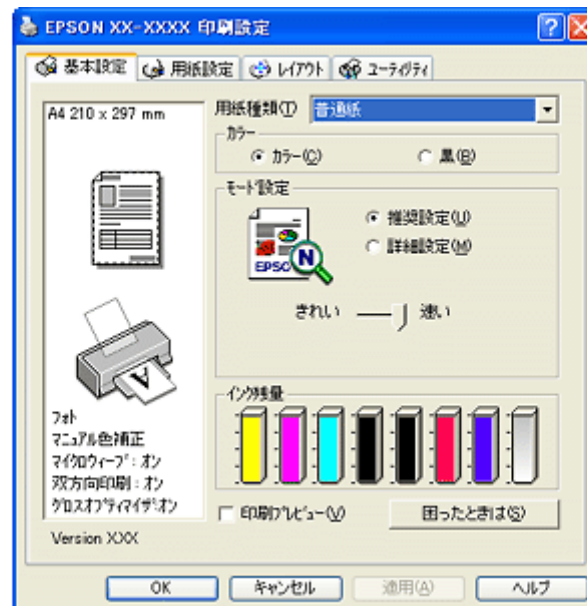 EPSON XX-XXXX 印刷設定
基本設定 用紙設定 レイアウト ユーティリティ
A4 210 x 297 mm
用紙種類(T) 普通紙
カラー
カラー(C) 黒(B)
モード設定
推奨設定(U)
詳細設定(M)
EPSON
きれい 速い
インク残量
フォト
マニュアル色補正
マイクロウィーブ:オン
双方向印刷:オン
グロスオプティマイザ:オン
Version XXX
印刷プレビュー(V) 困ったときは(S)
OK キャンセル 適用(A) ヘルプ